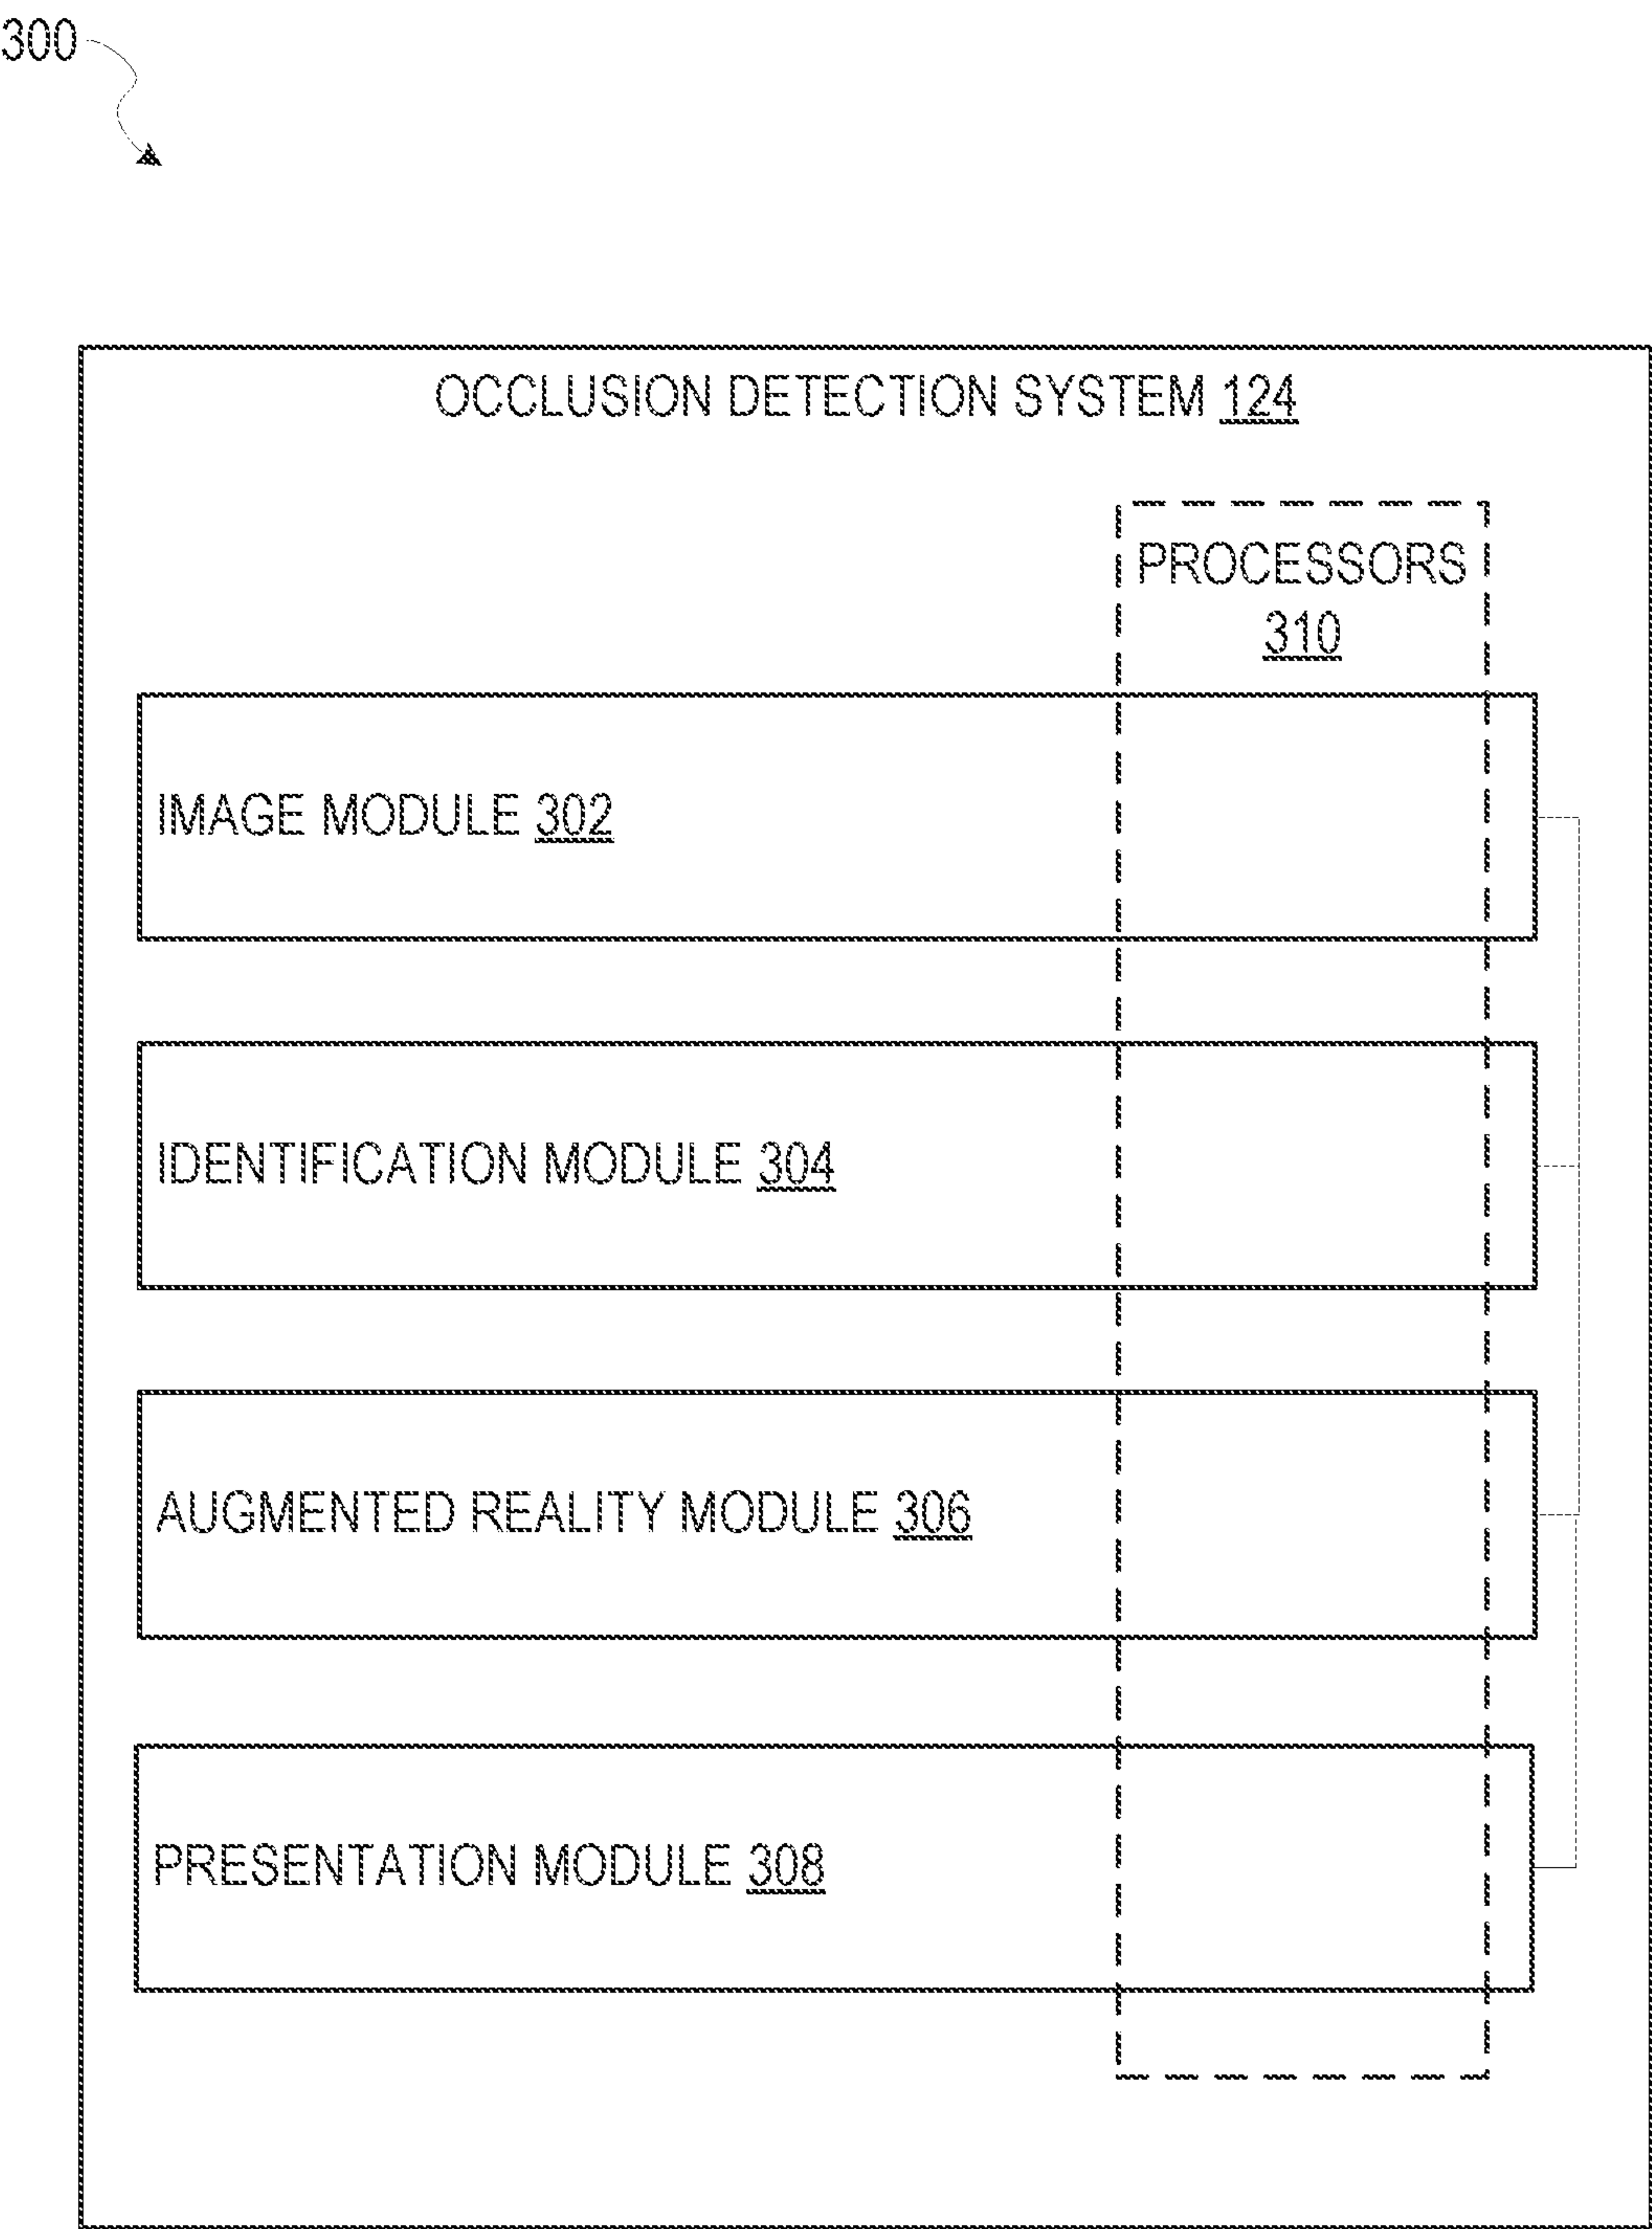 300
OCCLUSION DETECTION SYSTEM 124
PROCESSORS
310
IMAGE MODULE 302
IDENTIFICATION MODULE 304
AUGMENTED REALITY MODULE 306
PRESENTATION MODULE 308